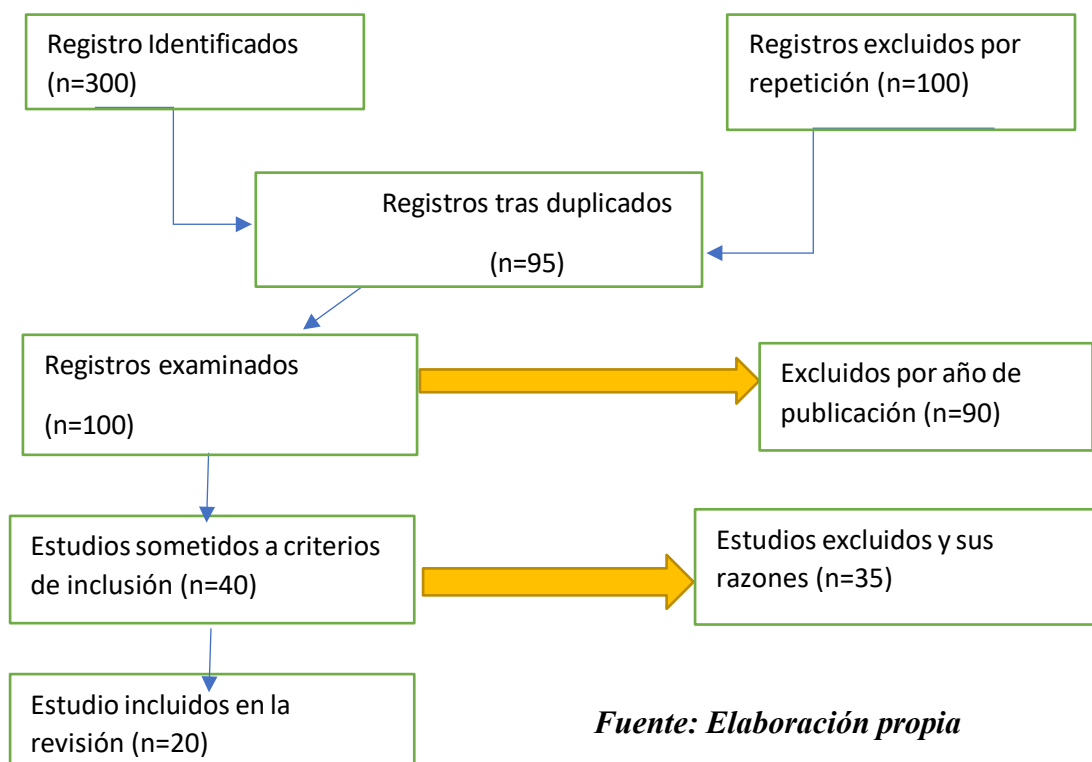 Registro Identificados
(n=300)
Registros excluidos por
repetición (n=100)
Registros tras duplicados
(n=95)
Registros examinados
(n=100)
Excluidos por año de
publicación (n=90)
Estudios sometidos a criterios
de inclusión (n=40)
Estudios excluidos y sus
razones (n=35)
Estudio incluidos en la
revisión (n=20)
Fuente: Elaboración propia